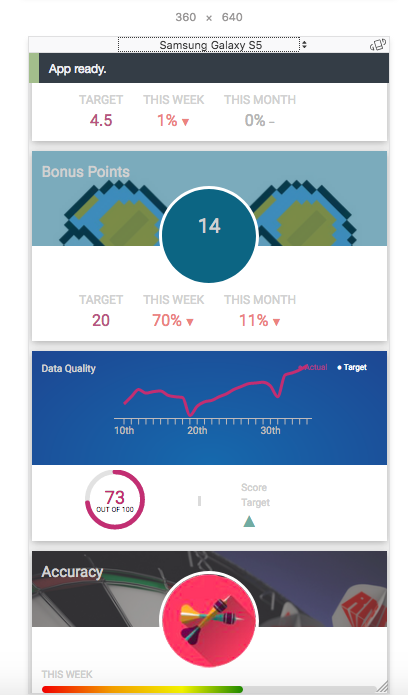 360 × 640
Samsung Galaxy S5
App ready.
TARGET THIS WEEK THIS MONTH
4.5 1% ▼ 0% –
Bonus Points
14
TARGET THIS WEEK THIS MONTH
20 70% ▼ 11% ▼
Data Quality Actual Target
10th 20th 30th
73
OUT OF 100
Score
Target
Accuracy
THIS WEEK